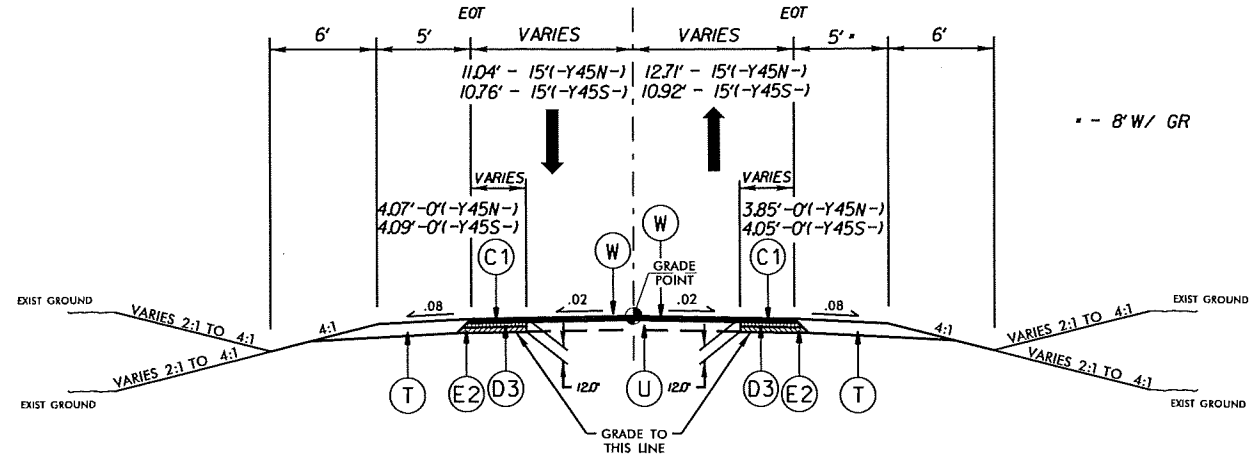 EOT EOT
6' 5' VARIES VARIES 5' * 6'
11.04' - 15'(-Y45N-) 12.71' - 15'(-Y45N-)
10.76' - 15'(-Y45S-) 10.92' - 15'(-Y45S-)
* - 8' W/ GR
VARIES VARIES
4.07'-0'(-Y45N-) 3.85'-0'(-Y45N-)
4.09'-0'(-Y45S-) 4.05'-0'(-Y45S-)
C1 W W C1
GRADE
POINT
EXIST GROUND .08 .02 .02 .08 EXIST GROUND
VARIES 2:1 TO 4:1 4:1 4:1 VARIES 2:1 TO 4:1
VARIES 2:1 TO 4:1 VARIES 2:1 TO 4:1
T E2 D3 12.0" U 12.0" D3 E2 T
EXIST GROUND EXIST GROUND
GRADE TO
THIS LINE